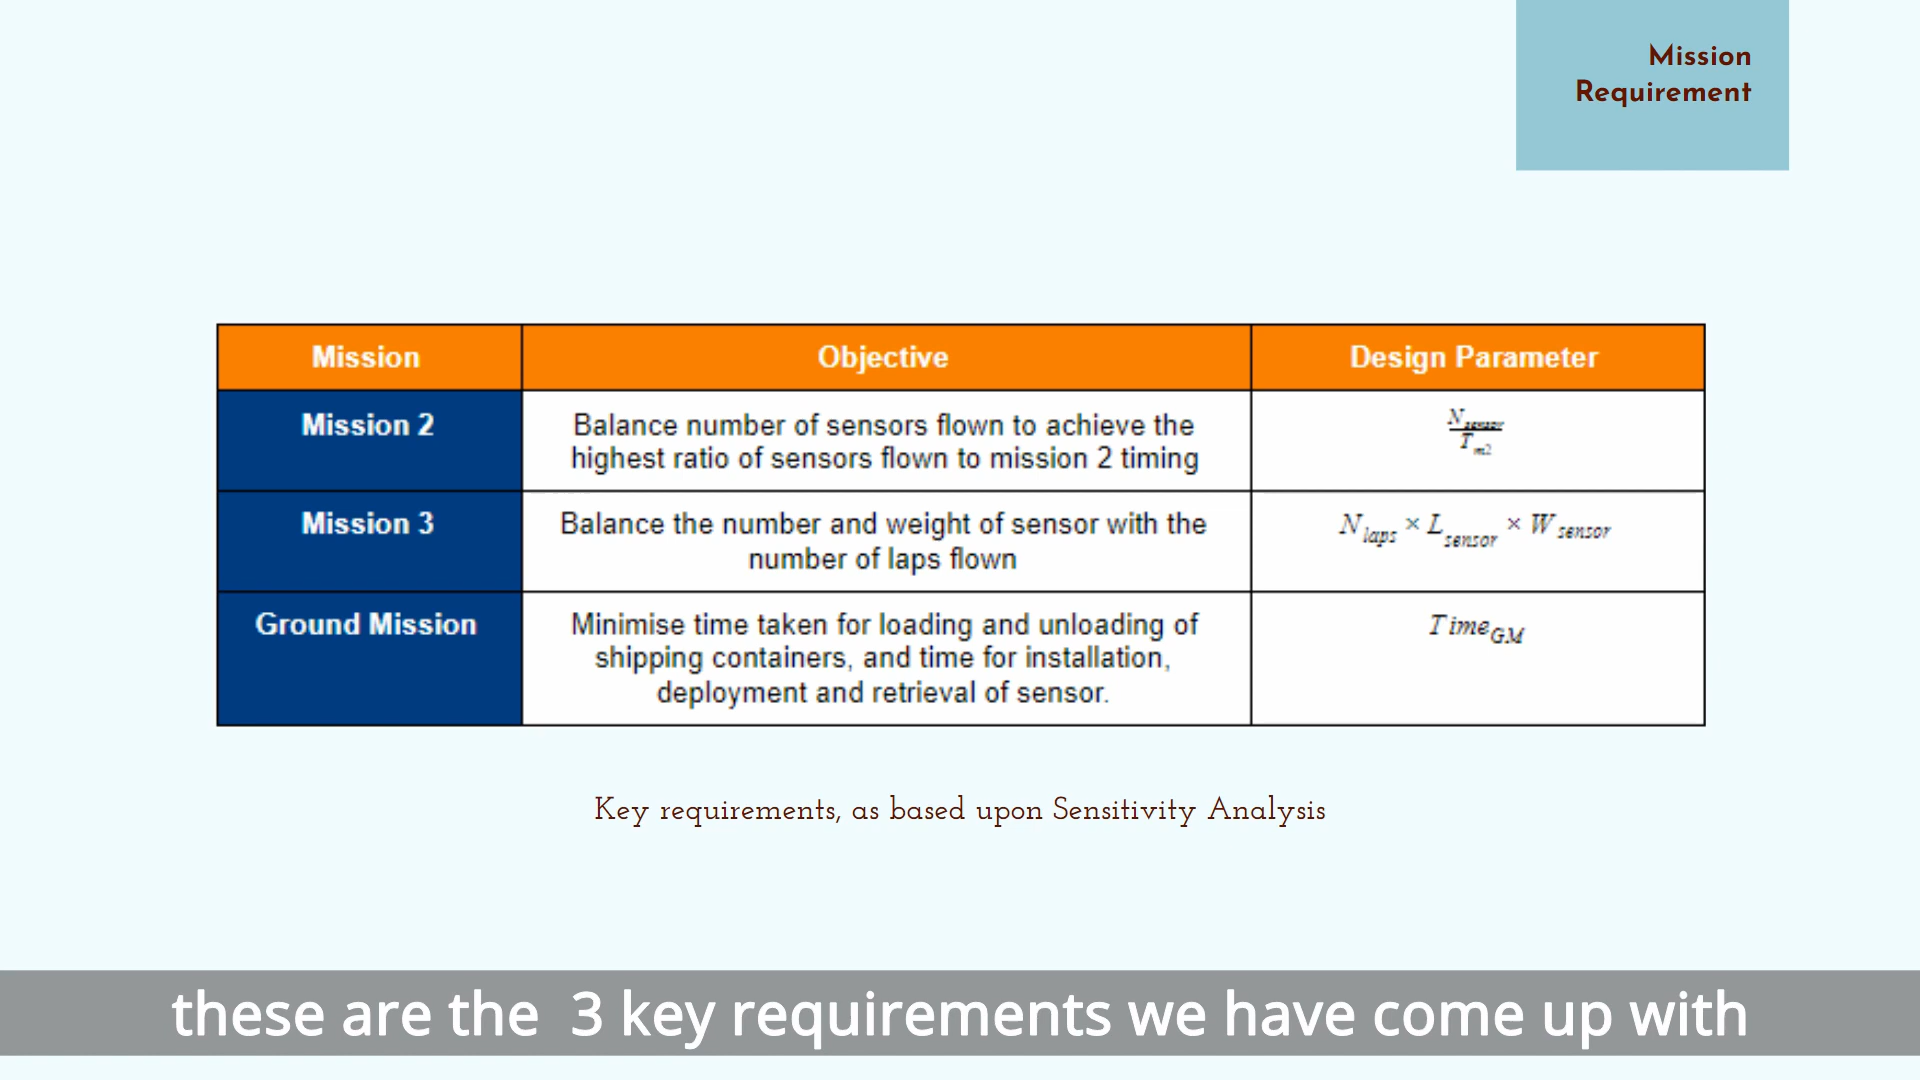 Mission
Requirement
Mission
Objective
Design Parameter
Mission 2
Balance number of sensors flown to achieve the
highest ratio of sensors flown to mission 2 timing
N sensor
T m2
Mission 3
Balance the number and weight of sensor with the
number of laps flown
N laps × L sensor × W sensor
Ground Mission
Minimise time taken for loading and unloading of
shipping containers, and time for installation,
deployment and retrieval of sensor.
Time GM
Key requirements, as based upon Sensitivity Analysis
these are the 3 key requirements we have come up with